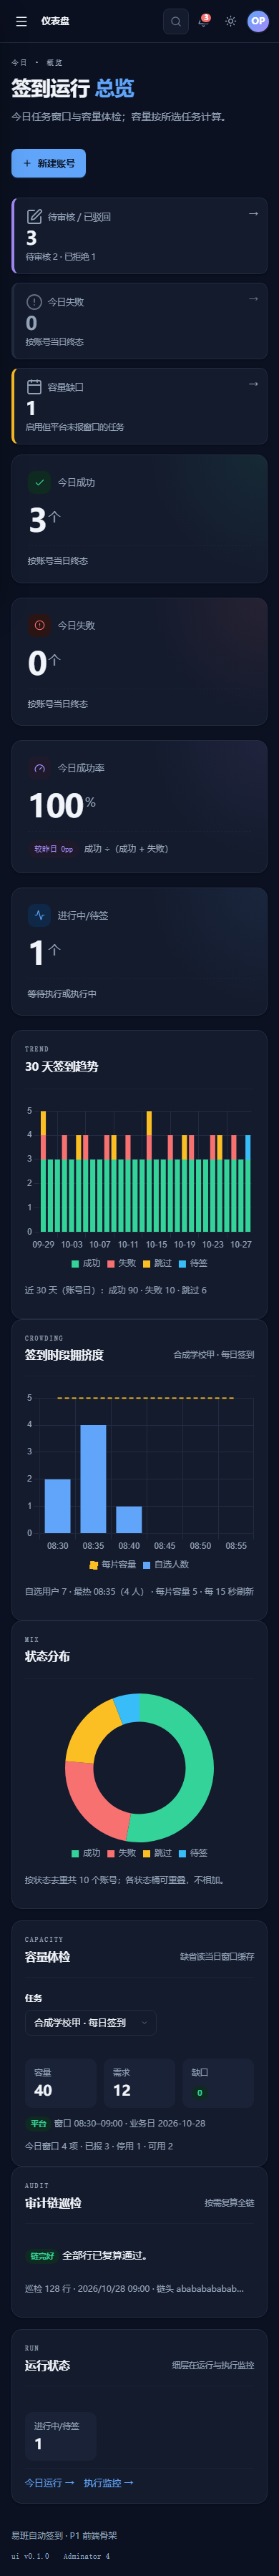 仪表盘
3
OP
今日 · 概览
签到运行 总览
今日任务窗口与容量体检；容量按所选任务计算。
+ 新建账号
待审核 / 已驳回 →
3
待审核 2 · 已拒绝 1
今日失败 →
0
按账号当日终态
容量缺口 →
1
启用但平台未报窗口的任务
今日成功
3个
按账号当日终态
今日失败
0个
按账号当日终态
今日成功率
100%
较昨日 0pp 成功 ÷（成功 + 失败）
进行中/待签
1个
等待执行或执行中
TREND
30 天签到趋势
5
4
3
2
1
0
09-29 10-03 10-07 10-11 10-15 10-19 10-23 10-27
成功 失败 跳过 待签
近 30 天（账号日）：成功 90 · 失败 10 · 跳过 6
CROWDING
签到时段拥挤度 合成学校甲 · 每日签到
5
4
3
2
1
0
08:30 08:35 08:40 08:45 08:50 08:55
每片容量 自选人数
自选用户 7 · 最热 08:35（4 人） · 每片容量 5 · 每 15 秒刷新
MIX
状态分布
成功 失败 跳过 待签
按状态去重共 10 个账号；各状态桶可重叠，不相加。
CAPACITY
容量体检 缺省读当日窗口缓存
任务
合成学校甲 · 每日签到
容量 需求 缺口
40 12 0
平台 窗口 08:30–09:00 · 业务日 2026-10-28
今日窗口 4 项 · 已报 3 · 停用 1 · 可用 2
AUDIT
审计链巡检 按需复算全链
链完好 全部行已复算通过。
巡检 128 行 · 2026/10/28 09:00 · 链头 abababababab…
RUN
运行状态 细层在运行与执行监控
进行中/待签
1
今日运行 → 执行监控 →
易班自动签到 · P1 前端骨架
ui v0.1.0 Adminator 4